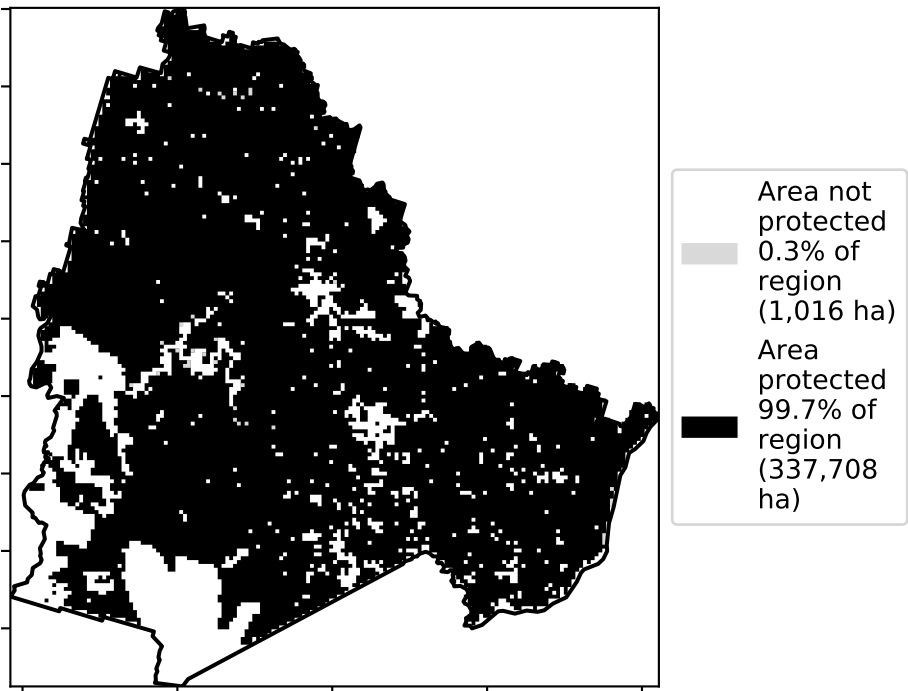 Area not
protected
0.3% of
region
(1,016 ha)
Area
protected
99.7% of
region
(337,708
ha)